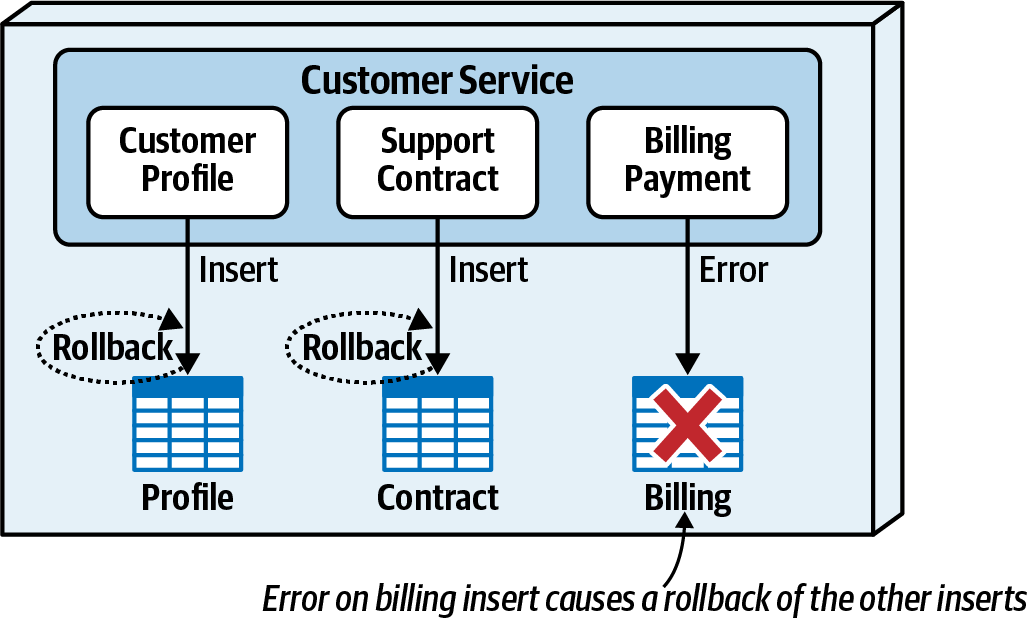 Customer Service
Customer
Profile
Support
Contract
Billing
Payment
Insert
Insert
Error
Rollback
Rollback
Profile
Contract
Billing
Error on billing insert causes a rollback of the other inserts